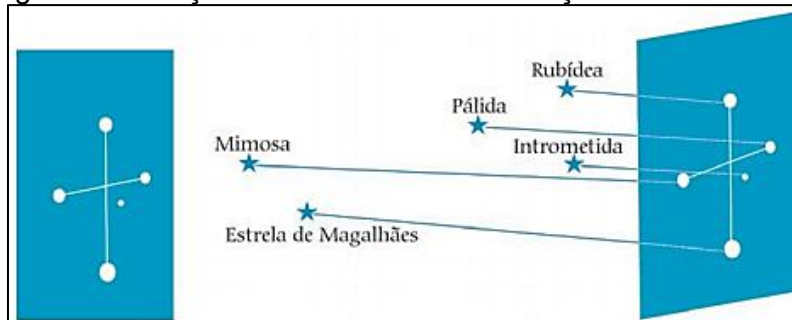 Rubídea
Pálida
Mimosa
Intrometida
Estrela de Magalhães